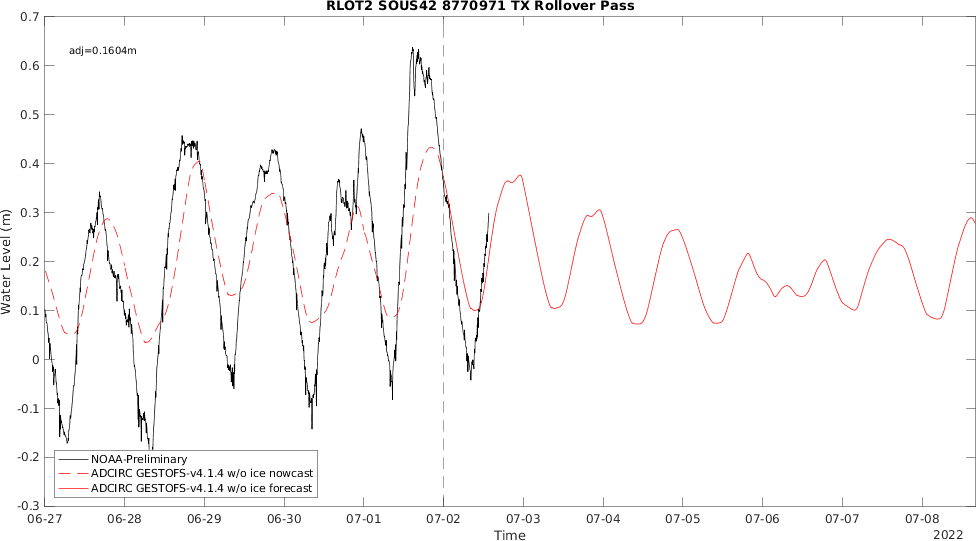 RLOT2 SOUS42 8770971 TX Rollover Pass
adj=0.1604m
Water Level (m)
0.7
0.6
0.5
0.4
0.3
0.2
0.1
0
-0.1
-0.2
-0.3
NOAA-Preliminary
ADCIRC GESTOFS-v4.1.4 w/o ice nowcast
ADCIRC GESTOFS-v4.1.4 w/o ice forecast
06-27 06-28 06-29 06-30 07-01 07-02 07-03 07-04 07-05 07-06 07-07 07-08
Time
2022